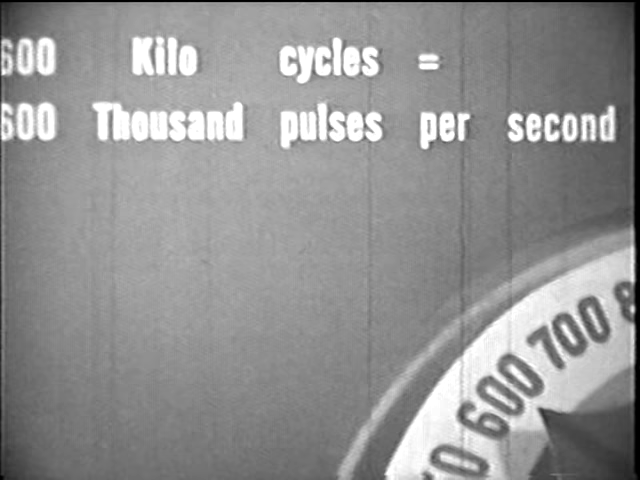 600 Kilo cycles =
600 Thousand pulses per second
600
700